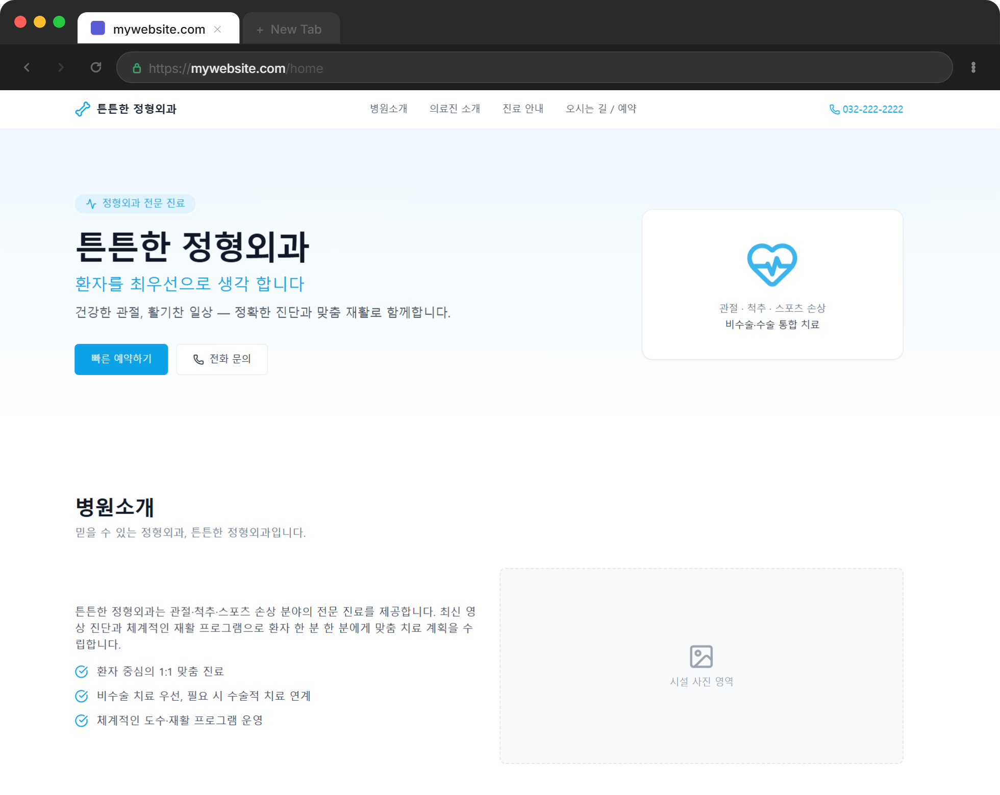 mywebsite.com
+ New Tab
https://mywebsite.com/home
튼튼한 정형외과
병원소개
의료진 소개
진료 안내
오시는 길 / 예약
032-222-2222
정형외과 전문 진료
튼튼한 정형외과
환자를 최우선으로 생각 합니다
건강한 관절, 활기찬 일상 — 정확한 진단과 맞춤 재활로 함께합니다.
빠른 예약하기
전화 문의
관절 · 척추 · 스포츠 손상
비수술·수술 통합 치료
병원소개
믿을 수 있는 정형외과, 튼튼한 정형외과입니다.
튼튼한 정형외과는 관절·척추·스포츠 손상 분야의 전문 진료를 제공합니다. 최신 영
상 진단과 체계적인 재활 프로그램으로 환자 한 분 한 분에게 맞춤 치료 계획을 수
립합니다.
환자 중심의 1:1 맞춤 진료
비수술 치료 우선, 필요 시 수술적 치료 연계
체계적인 도수·재활 프로그램 운영
시설 사진 영역